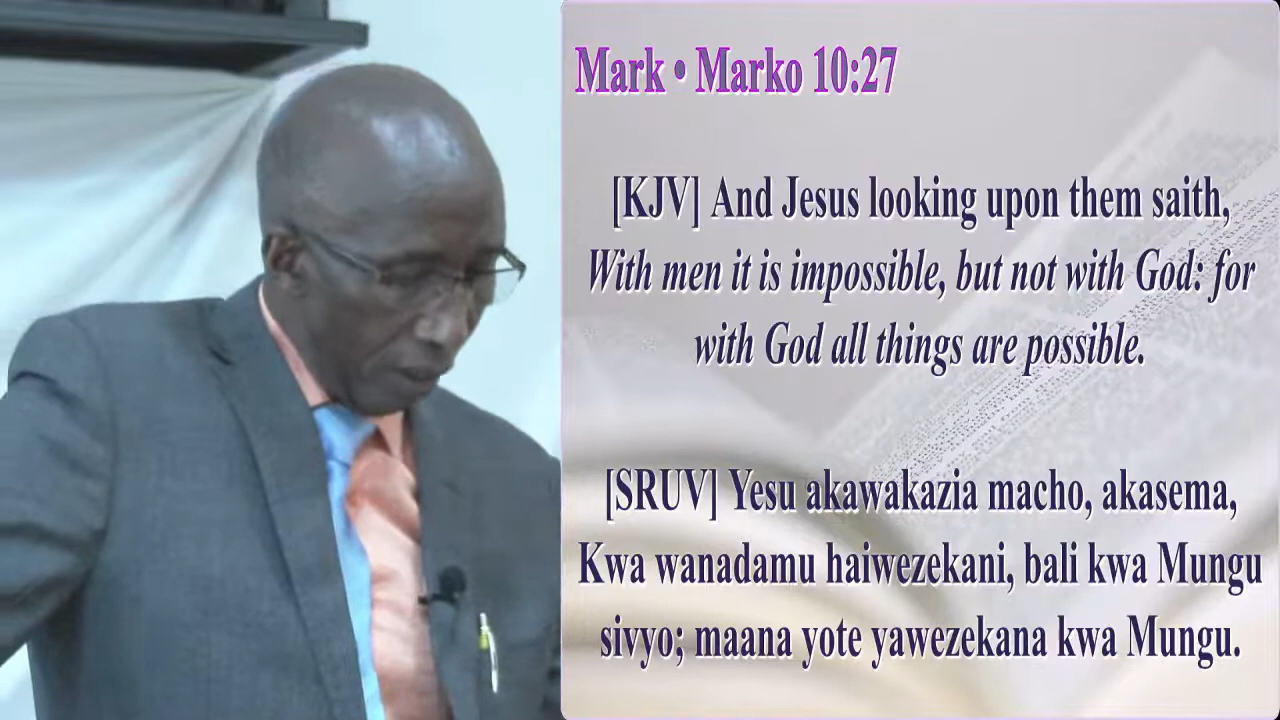 Mark • Marko 10:27
[KJV] And Jesus looking upon them saith,
With men it is impossible, but not with God: for
with God all things are possible.
[SRUV] Yesu akawakazia macho, akasema,
Kwa wanadamu haiwezekani, bali kwa Mungu
sivyo; maana yote yawezekana kwa Mungu.